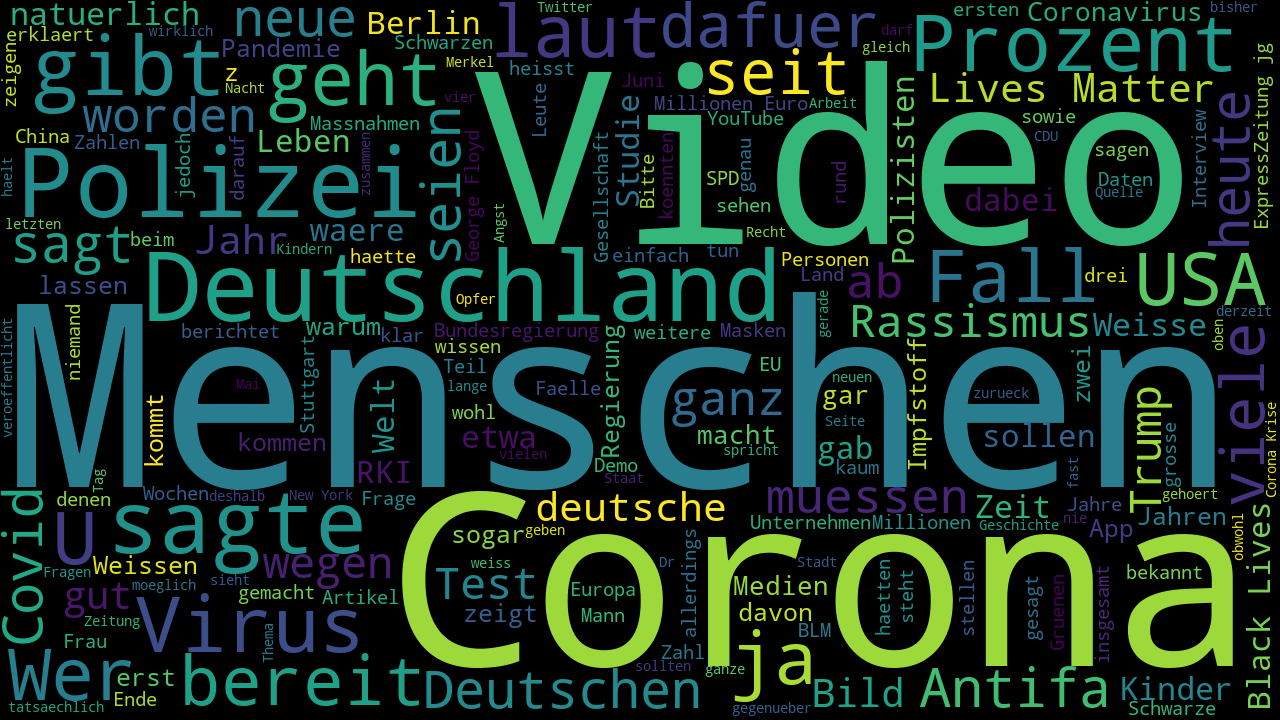 natuerlich
neue
Berlin
laut
Twitter
dafuer
ersten
Coronavirus
bisher
erklaert
wirklich
Schwarzen
Prozent
darf
gleich
gibt
Pandemie
geht
Merkel
heisst
seit
Juni
Lives Matter
zeigen
z
Nacht
vier
Leute
Millionen Euro
Arbeit
worden
Massnahmen
Video
YouTube
sowie
heute
ExpressZeitung jg
China
Zahlen
Leben
seien
Studie
Polizisten
CDU
Interview
Polizei
jedoch
darauf
zusammen
George Floyd
Gesellschaft
Bitte
koennten
genau
rund
sagen
haelt
SPD
Daten
Quelle
dabei
letzten
Angst
sehen
sagt
beim
Jahr
Kindern
waere
haette
einfach
tun
Recht
lassen
Deutschland
Opfer
Personen
Land
ab
Fall
drei
USA
Menschen
niemand
berichtet
warum
klar
Bundesregierung
weitere
Masken
gerade
Rassismus
Weisse
derzeit
oben
veroeffentlicht
Stuttgart
wissen
Regierung
Teil
EU
zwei
viele
Mai
Welt
lange
Faelle
ganz
neuen
gar
Impfstoff
zurueck
Trump
kommt
wohl
Seite
kommen
etwa
macht
gab
sollen
grosse
Corona Krise
vielen
spricht
RKI
Demo
Staat
kaum
fast
Tag
gehoert
Covid
denen
Wochen
deshalb
New York
Frage
deutsche
muessen
Zeit
Jahre
U
sagte
sogar
geben
Unternehmen
Millionen
Geschichte
nie
App
Jahren
obwohl
Fragen
Weissen
wegen
Corona
weiss
allerdings
Dr
Stadt
bekannt
moeglich
sieht
Test
Europa
Medien
gut
gemacht
Artikel
zeigt
Mann
davon
haetten
steht
stellen
gesagt
Gruenen
insgesamt
Black Lives
Zeitung
Virus
BLM
Frau
Thema
Zahl
ja
Wer
erst
bereit
sollten
ganze
Antifa
Kinder
tatsaechlich
Ende
Deutschen
gegenueber
Bild
Schwarze